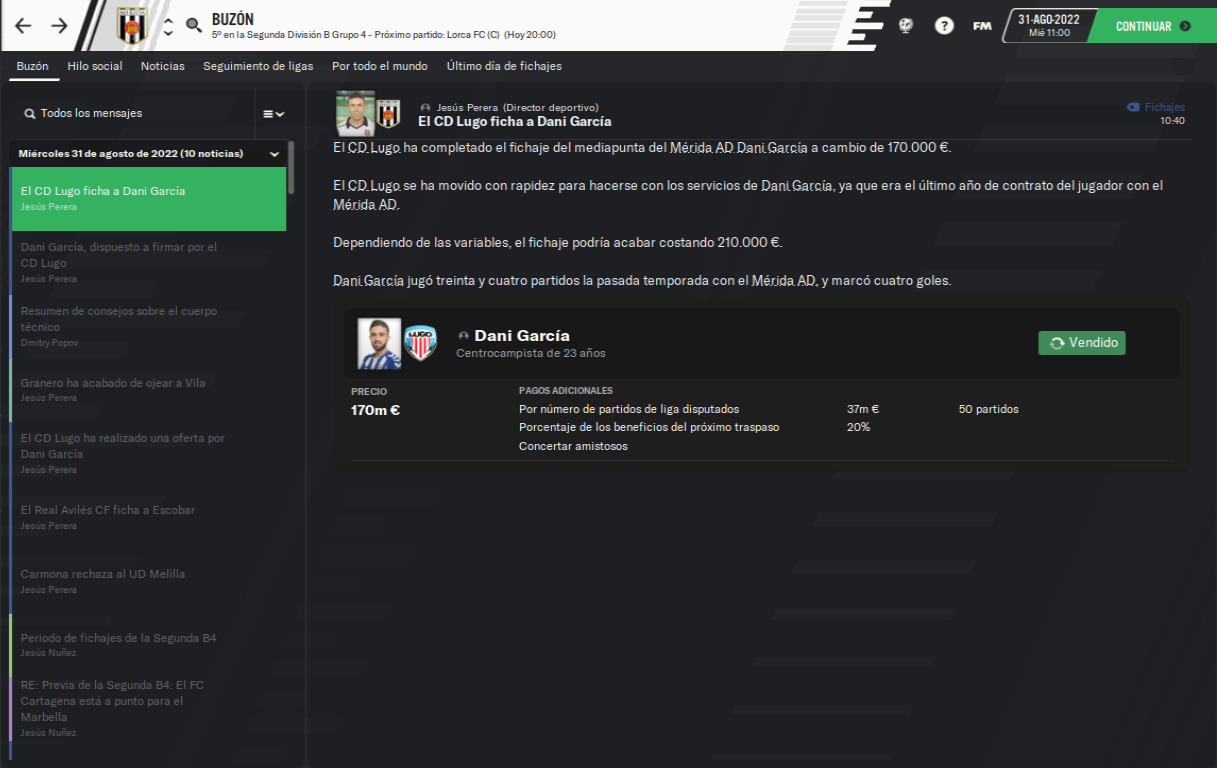 BUZÓN
5º en la Segunda División B Grupo 4 - Próximo partido: Lorca FC (C) (Hoy 20:00)
?
FM
31-AGO-2022
Mié 11:00
CONTINUAR
Buzón
Hilo social
Noticias
Seguimiento de ligas
Por todo el mundo
Último día de fichajes
Todos los mensajes
Miércoles 31 de agosto de 2022 (10 noticias)
El CD Lugo ficha a Dani García
Jesús Perera
Dani García, dispuesto a firmar por el
CD Lugo
Jesús Perera
Resumen de consejos sobre el cuerpo
técnico
Dmitry Popov
Granero ha acabado de ojear a Vila
Jesús Perera
El CD Lugo ha realizado una oferta por
Dani García
Jesús Perera
El Real Avilés CF ficha a Escobar
Jesús Perera
Carmona rechaza al UD Melilla
Jesús Perera
Periodo de fichajes de la Segunda B4
Jesús Nuñez
RE: Previa de la Segunda B4: El FC
Cartagena está a punto para el
Marbella
Jesús Nuñez
Jesús Perera (Director deportivo)
El CD Lugo ficha a Dani García
Fichajes
10:40
El CD Lugo ha completado el fichaje del mediapunta del Mérida AD Dani García a cambio de 170.000 €.
El CD Lugo se ha movido con rapidez para hacerse con los servicios de Dani García, ya que era el último año de contrato del jugador con el
Mérida AD.
Dependiendo de las variables, el fichaje podría acabar costando 210.000 €.
Dani García jugó treinta y cuatro partidos la pasada temporada con el Mérida AD, y marcó cuatro goles.
LUGO
Dani García
Centrocampista de 23 años
Vendido
PRECIO
170m €
PAGOS ADICIONALES
Por número de partidos de liga disputados 37m € 50 partidos
Porcentaje de los beneficios del próximo traspaso 20%
Concertar amistosos